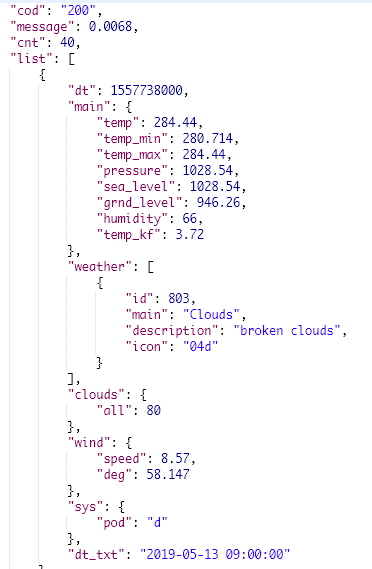 "cod": "200",
"message": 0.0068,
"cnt": 40,
"list": [
{
"dt": 1557738000,
"main": {
"temp": 284.44,
"temp_min": 280.714,
"temp_max": 284.44,
"pressure": 1028.54,
"sea_level": 1028.54,
"grnd_level": 946.26,
"humidity": 66,
"temp_kf": 3.72
},
"weather": [
{
"id": 803,
"main": "Clouds",
"description": "broken clouds",
"icon": "04d"
}
],
"clouds": {
"all": 80
},
"wind": {
"speed": 8.57,
"deg": 58.147
},
"sys": {
"pod": "d"
},
"dt_txt": "2019-05-13 09:00:00"